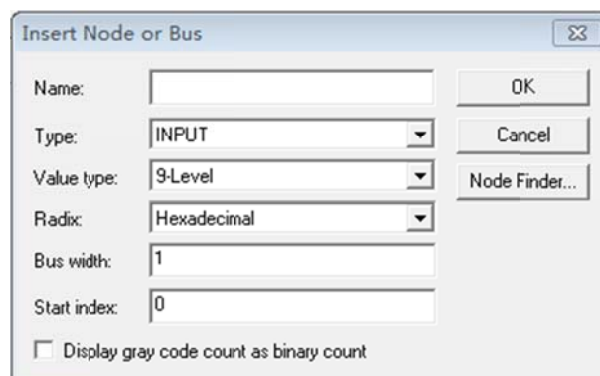 Insert Node or Bus
Name:
OK
Type: INPUT
Cancel
Value type: 9-Level
Node Finder...
Radix: Hexadecimal
Bus width: 1
Start index: 0
Display gray code count as binary count